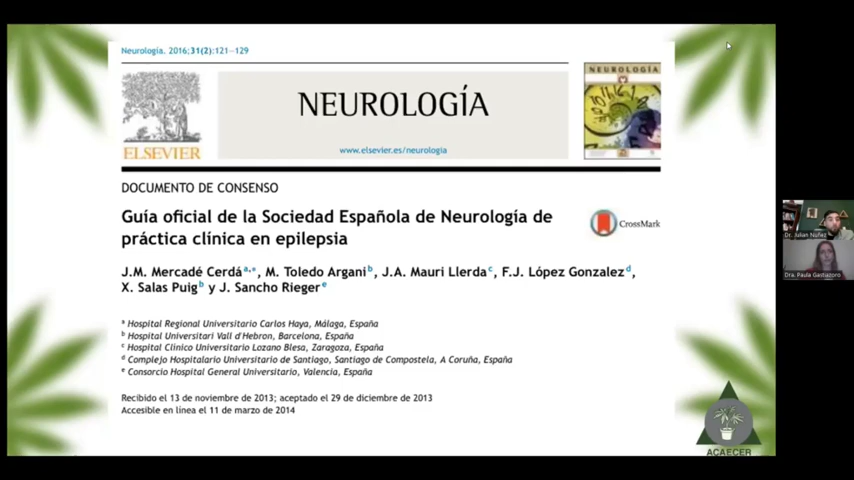 Neurología. 2016;31(2):121—129
NEUROLOGÍA
www.elsevier.es/neurologia
ELSEVIER
NEUROLOGÍA
DOCUMENTO DE CONSENSO
Guía oficial de la Sociedad Española de Neurología de
práctica clínica en epilepsia
CrossMark
J.M. Mercadé Cerdá a,*, M. Toledo Argani b, J.A. Mauri Llerda c, F.J. López Gonzalez d,
X. Salas Puig b y J. Sancho Rieger e
a Hospital Regional Universitario Carlos Haya, Málaga, España
b Hospital Universitari Vall d'Hebron, Barcelona, España
c Hospital Clínico Universitario Lozano Blesa, Zaragoza, España
d Complejo Hospitalario Universitario de Santiago, Santiago de Compostela, A Coruña, España
e Consorcio Hospital General Universitario, Valencia, España
Recibido el 13 de noviembre de 2013; aceptado el 29 de diciembre de 2013
Accesible en línea el 11 de marzo de 2014
ACAECER
Dr. Julian Nuñez
Dra. Paula Gastiazoro